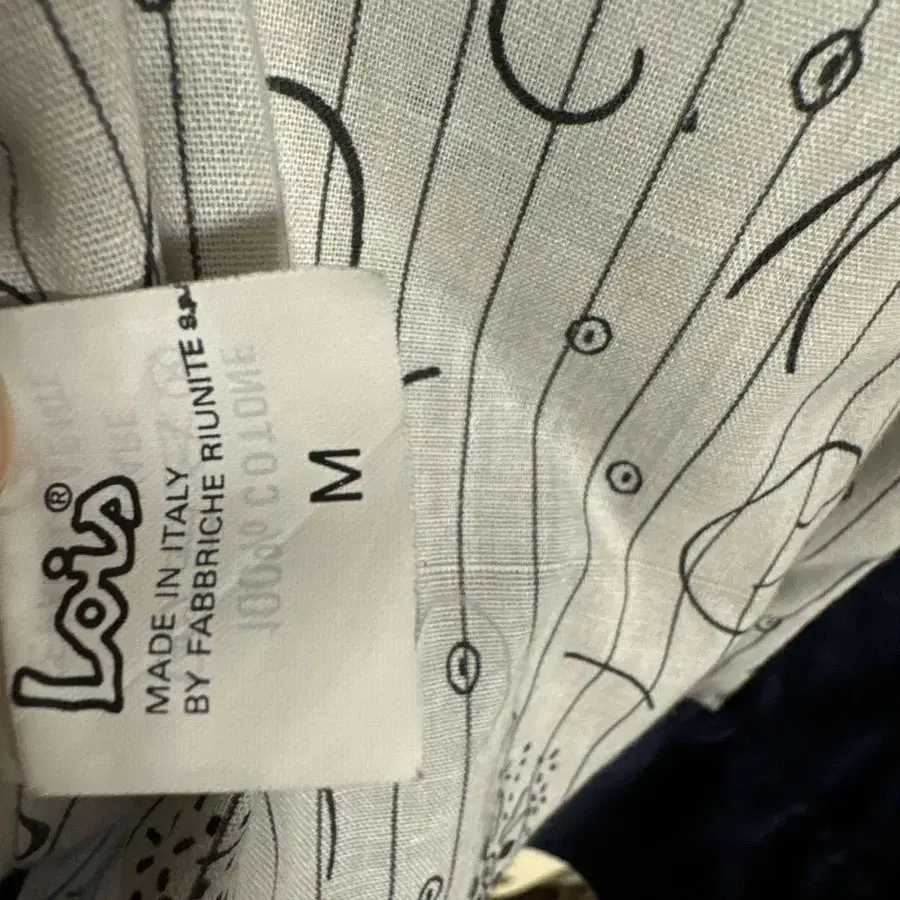 Lois®
MADE IN ITALY
BY FABBRICHE RIUNITE S.P.
M
100% COTONE